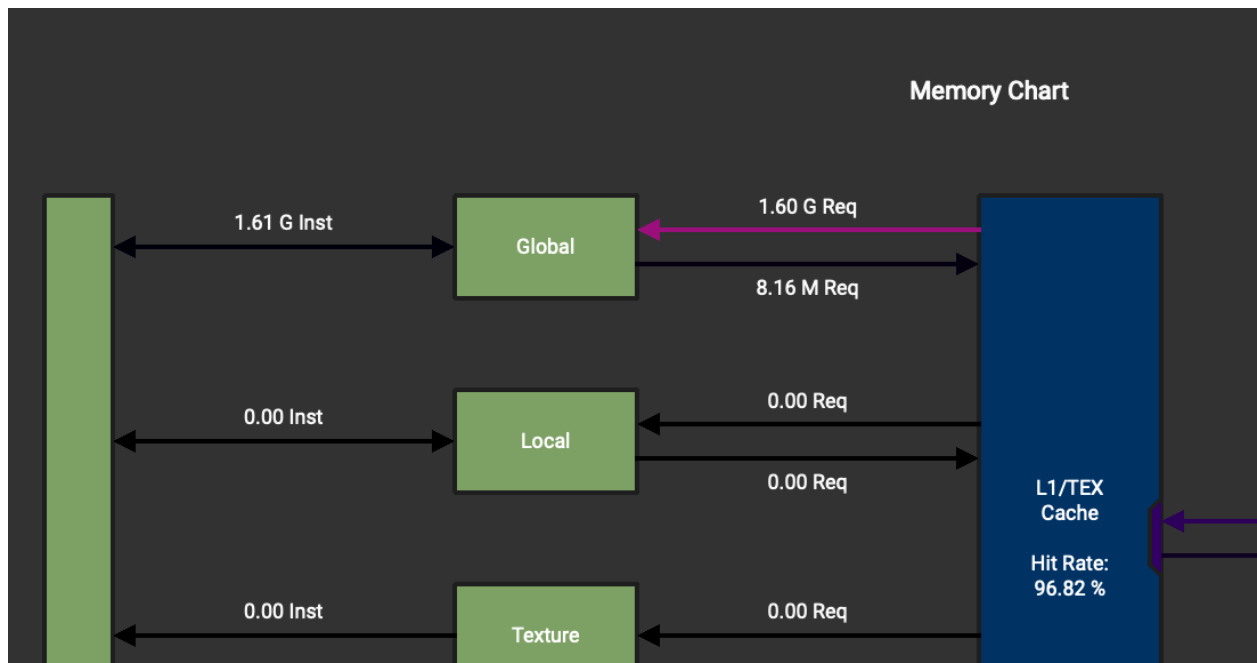 Memory Chart
1.61 G Inst
Global
1.60 G Req
8.16 M Req
0.00 Inst
Local
0.00 Req
0.00 Req
L1/TEX
Cache
Hit Rate:
96.82 %
0.00 Inst
Texture
0.00 Req